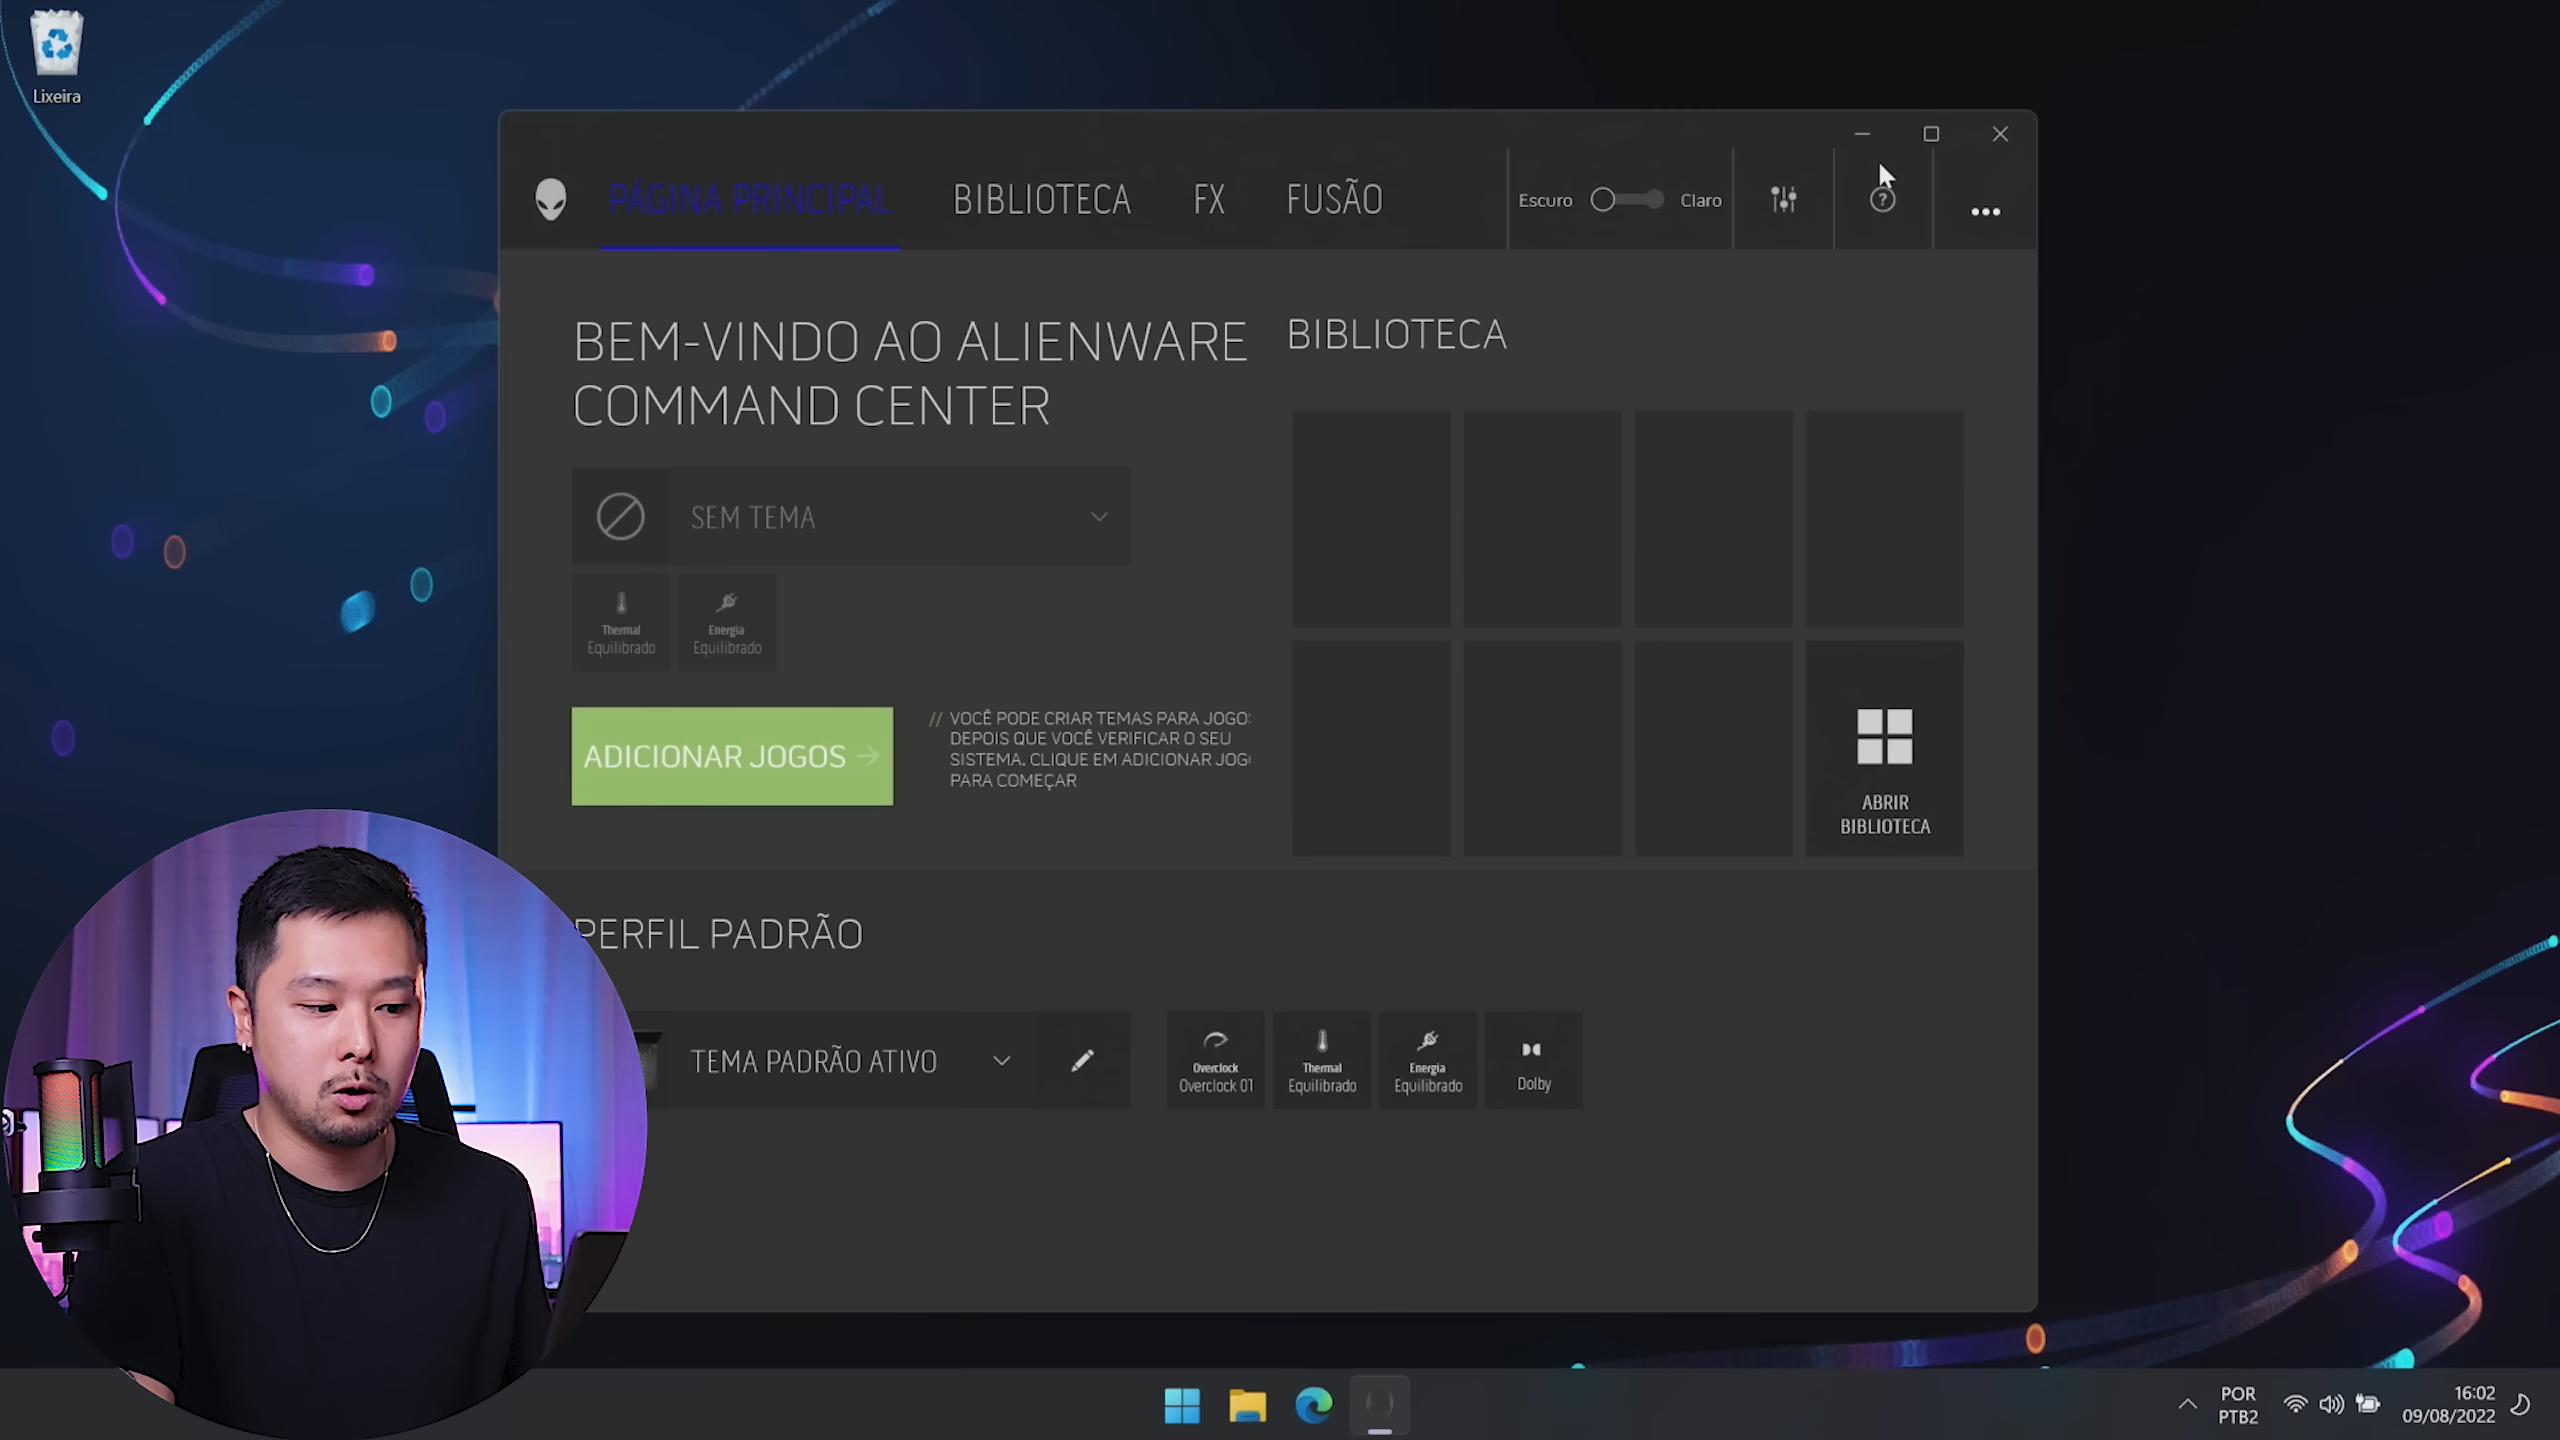 Lixeira
PÁGINA PRINCIPAL
BIBLIOTECA
FX
FUSÃO
Escuro
Claro
BEM-VINDO AO ALIENWARE
COMMAND CENTER
SEM TEMA
Thermal
Equilibrado
Energia
Equilibrado
ADICIONAR JOGOS
// VOCÊ PODE CRIAR TEMAS PARA JOGO
DEPOIS QUE VOCÊ VERIFICAR O SEU
SISTEMA. CLIQUE EM ADICIONAR JOG
PARA COMEÇAR
BIBLIOTECA
ABRIR
BIBLIOTECA
PERFIL PADRÃO
TEMA PADRÃO ATIVO
Overclock
Overclock 01
Thermal
Equilibrado
Energia
Equilibrado
Dolby
POR
PTB2
16:02
09/08/2022